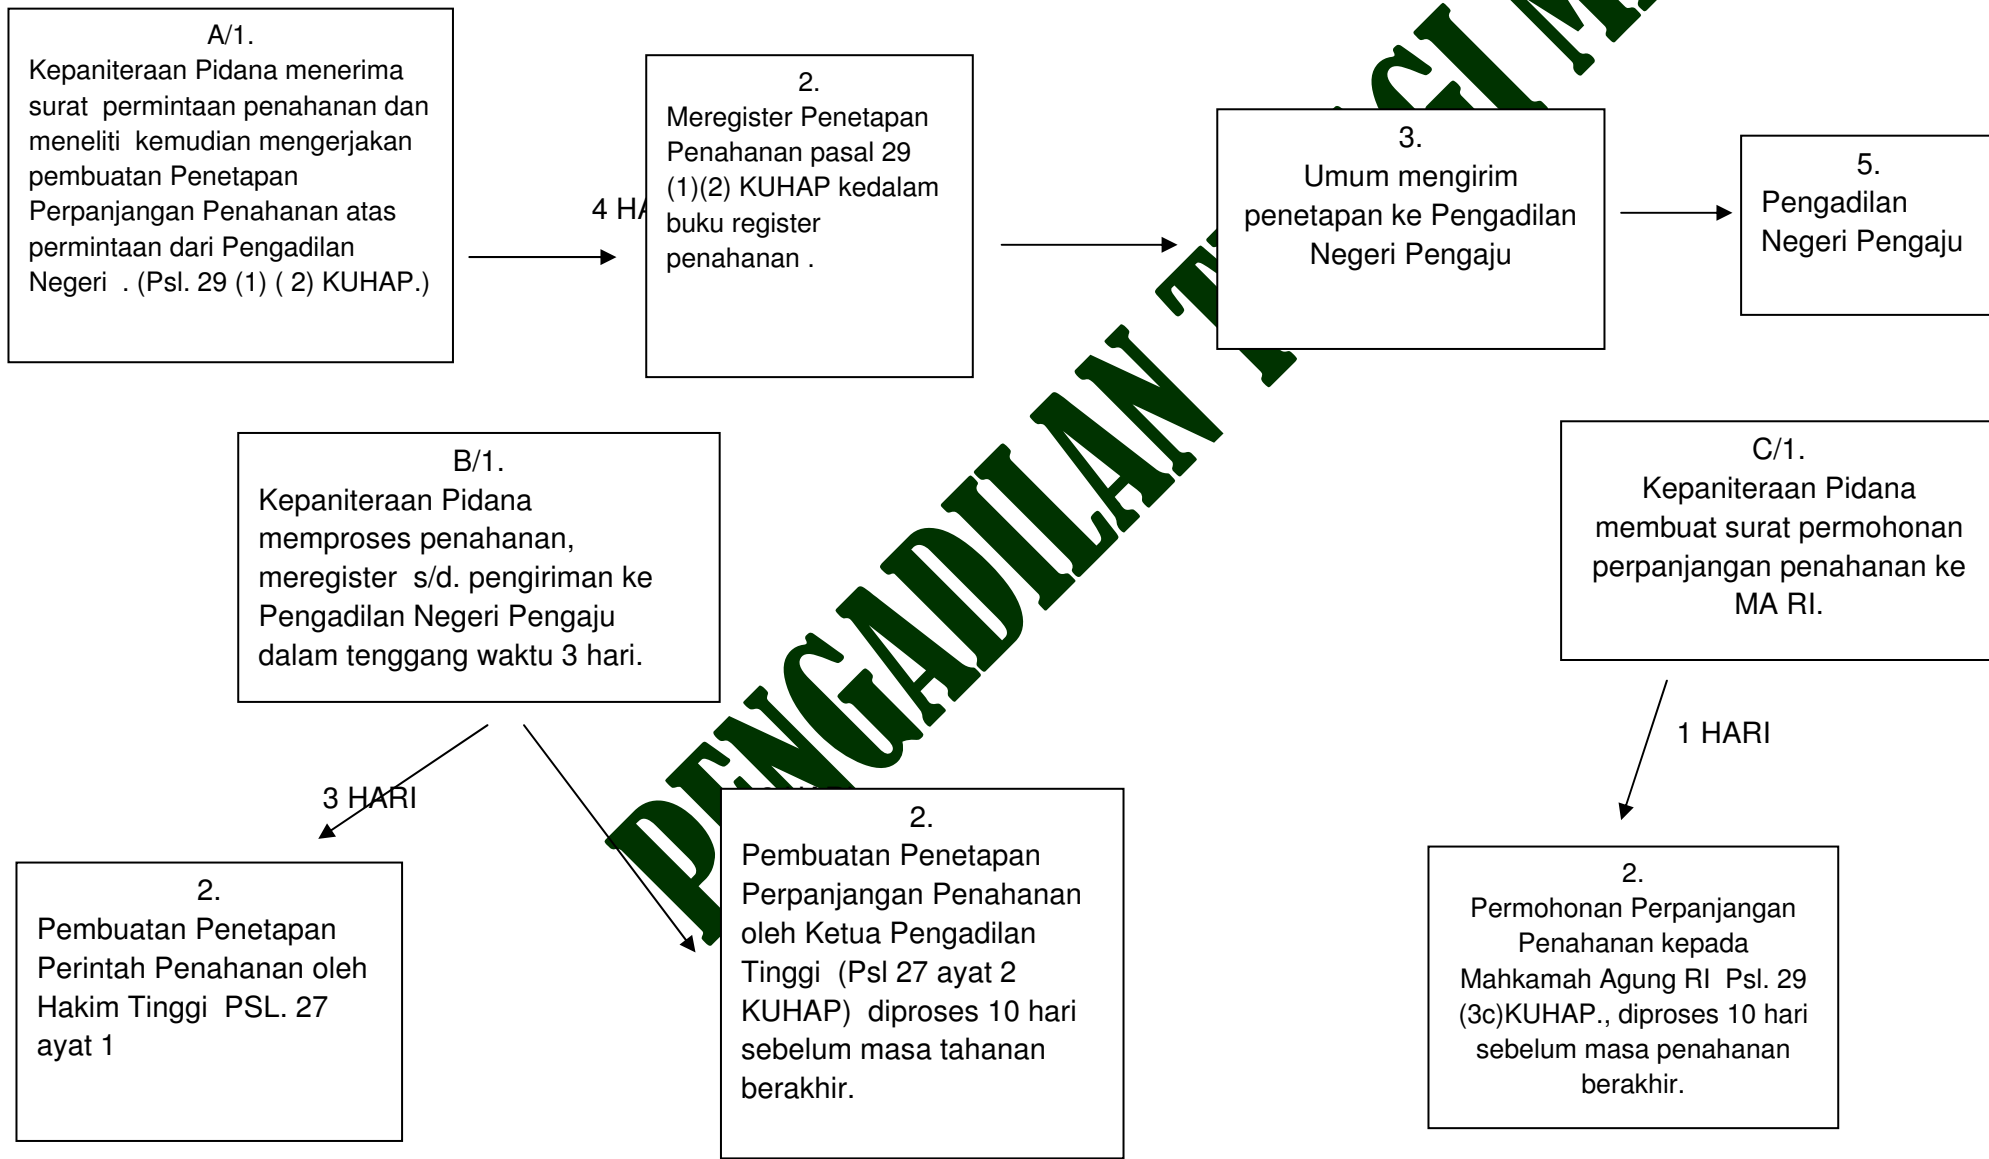 A/1.
Kepaniteraan Pidana menerima
surat permintaan penahanan dan
meneliti kemudian mengerjakan
pembuatan Penetapan
Perpanjangan Penahanan atas
permintaan dari Pengadilan
Negeri . (Psl. 29 (1) ( 2) KUHAP.)
4 HA
2.
Meregister Penetapan
Penahanan pasal 29
(1)(2) KUHAP kedalam
buku register
penahanan .
3.
Umum mengirim
penetapan ke Pengadilan
Negeri Pengaju
5.
Pengadilan
Negeri Pengaju
B/1.
Kepaniteraan Pidana
memproses penahanan,
meregister s/d. pengiriman ke
Pengadilan Negeri Pengaju
dalam tenggang waktu 3 hari.
C/1.
Kepaniteraan Pidana
membuat surat permohonan
perpanjangan penahanan ke
MA RI.
1 HARI
3 HARI
2.
Pembuatan Penetapan
Perintah Penahanan oleh
Hakim Tinggi PSL. 27
ayat 1
2.
Pembuatan Penetapan
Perpanjangan Penahanan
oleh Ketua Pengadilan
Tinggi (Psl 27 ayat 2
KUHAP) diproses 10 hari
sebelum masa tahanan
berakhir.
2.
Permohonan Perpanjangan
Penahanan kepada
Mahkamah Agung RI Psl. 29
(3c)KUHAP., diproses 10 hari
sebelum masa penahanan
berakhir.
PENGADILAN T GI M